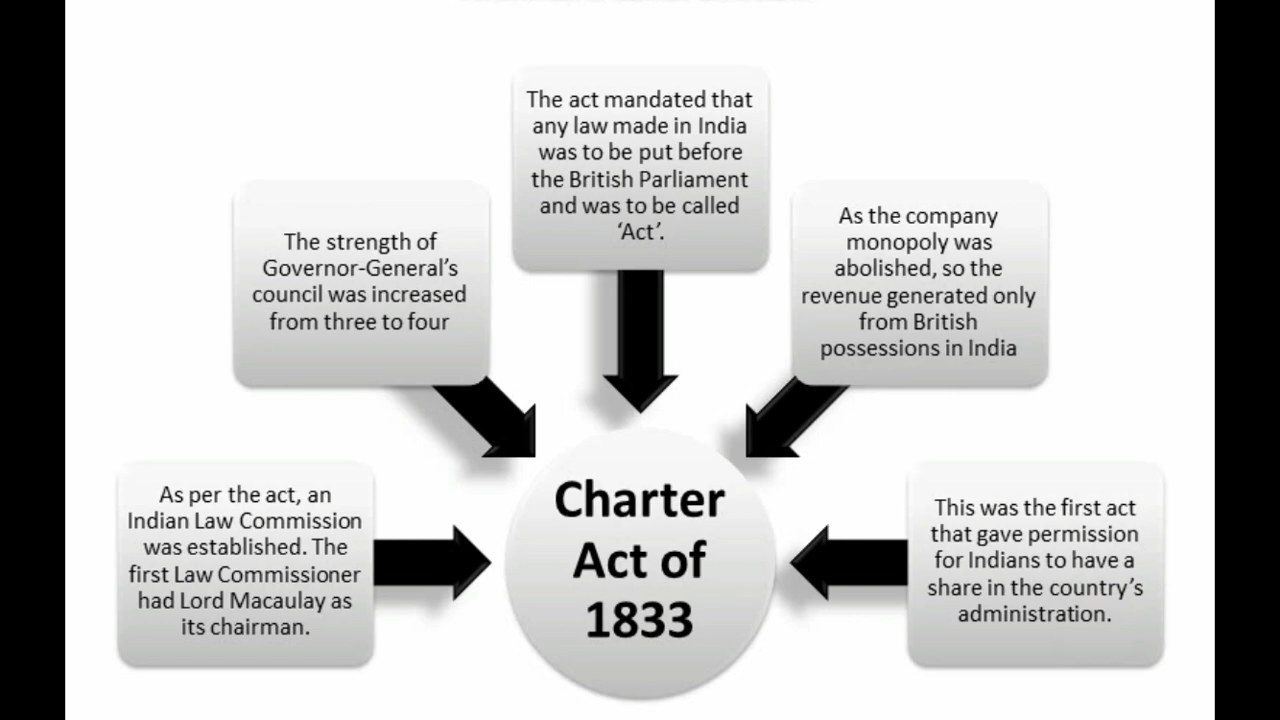 The act mandated that
any law made in India
was to be put before
the British Parliament
and was to be called
‘Act’.
The strength of
Governor-General’s
council was increased
from three to four
As the company
monopoly was
abolished, so the
revenue generated only
from British
possessions in India
As per the act, an
Indian Law Commission
was established. The
first Law Commissioner
had Lord Macaulay as
its chairman.
Charter
Act of
1833
This was the first act
that gave permission
for Indians to have a
share in the country’s
administration.